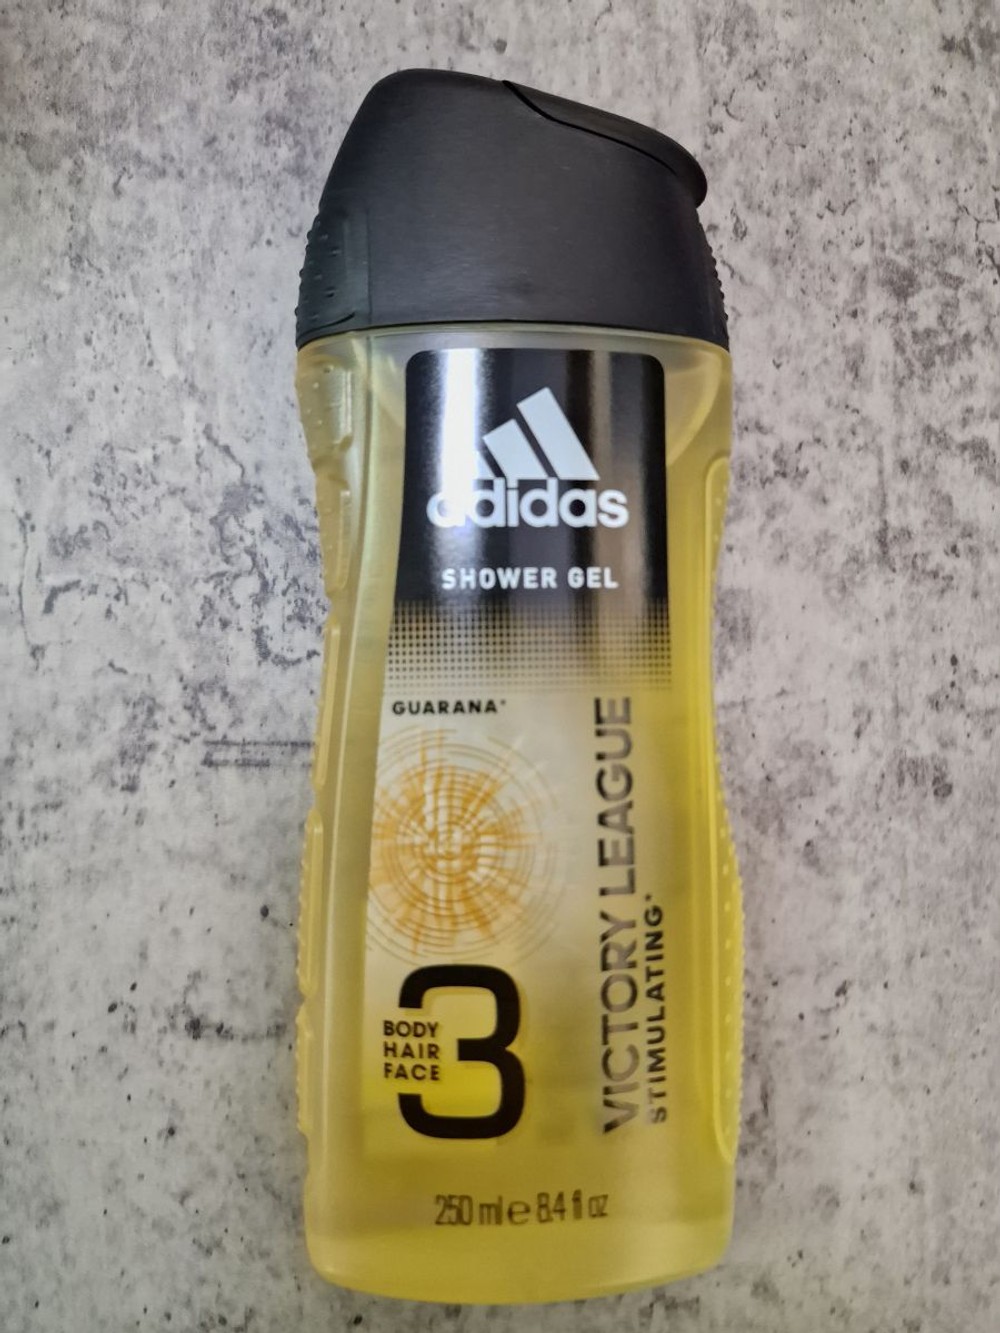 adidas
SHOWER GEL
GUARANA*
VICTORY LEAGUE
STIMULATING*
3
BODY
HAIR
FACE
250 ml e 8.4 fl oz